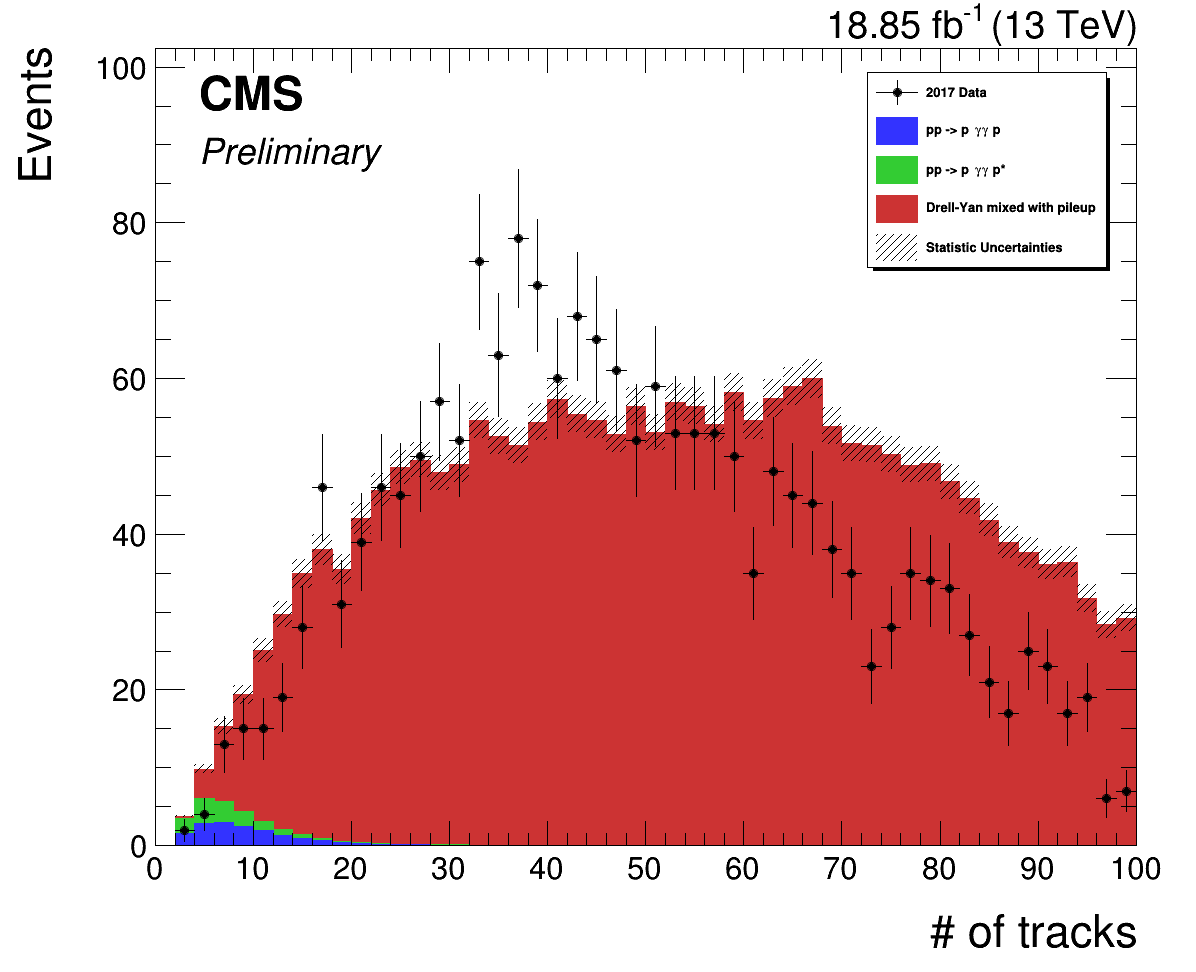 18.85 fb-1 (13 TeV)
Events
CMS
Preliminary
2017 Data
pp -> p γγ p
pp -> p γγ p*
Drell-Yan mixed with pileup
Statistic Uncertainties
100
80
60
40
20
0
0 10 20 30 40 50 60 70 80 90 100
# of tracks